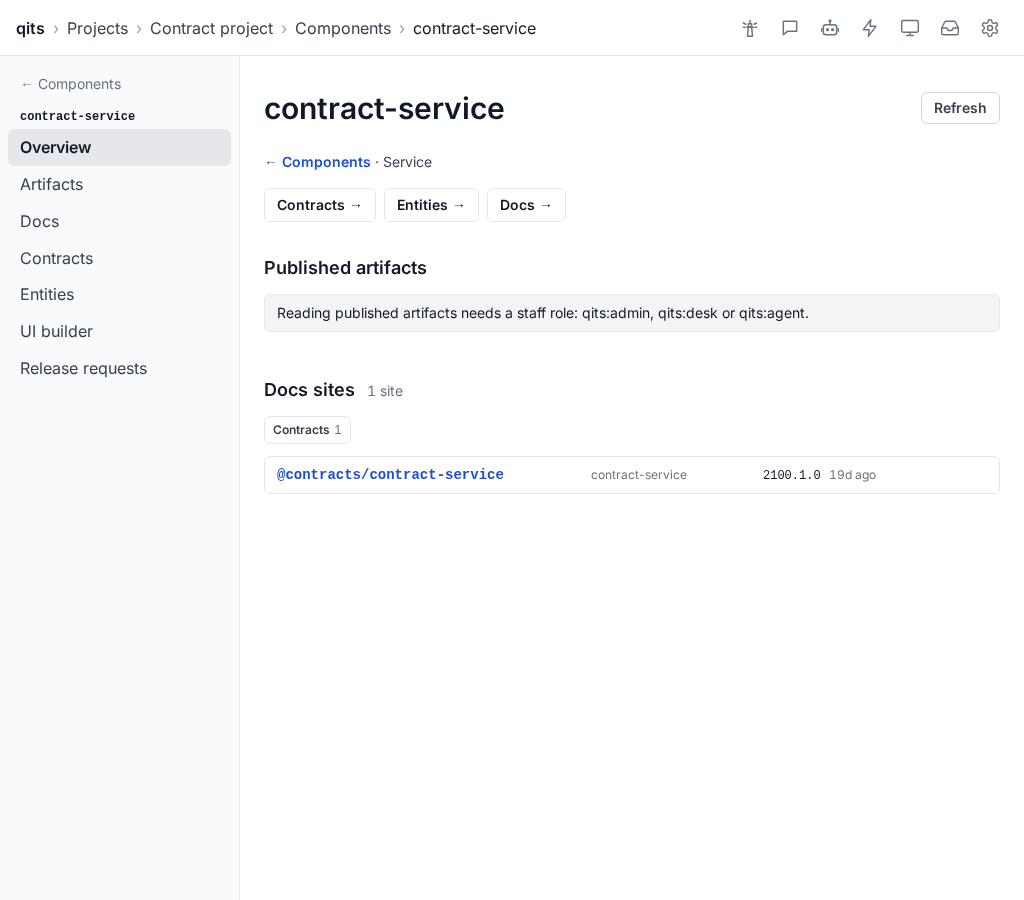 qits › Projects › Contract project › Components › contract-service
← Components
contract-service
Overview
Artifacts
Docs
Contracts
Entities
UI builder
Release requests
contract-service
Refresh
← Components · Service
Contracts →
Entities →
Docs →
Published artifacts
Reading published artifacts needs a staff role: qits:admin, qits:desk or qits:agent.
Docs sites 1 site
Contracts 1
@contracts/contract-service contract-service 2100.1.0 19d ago